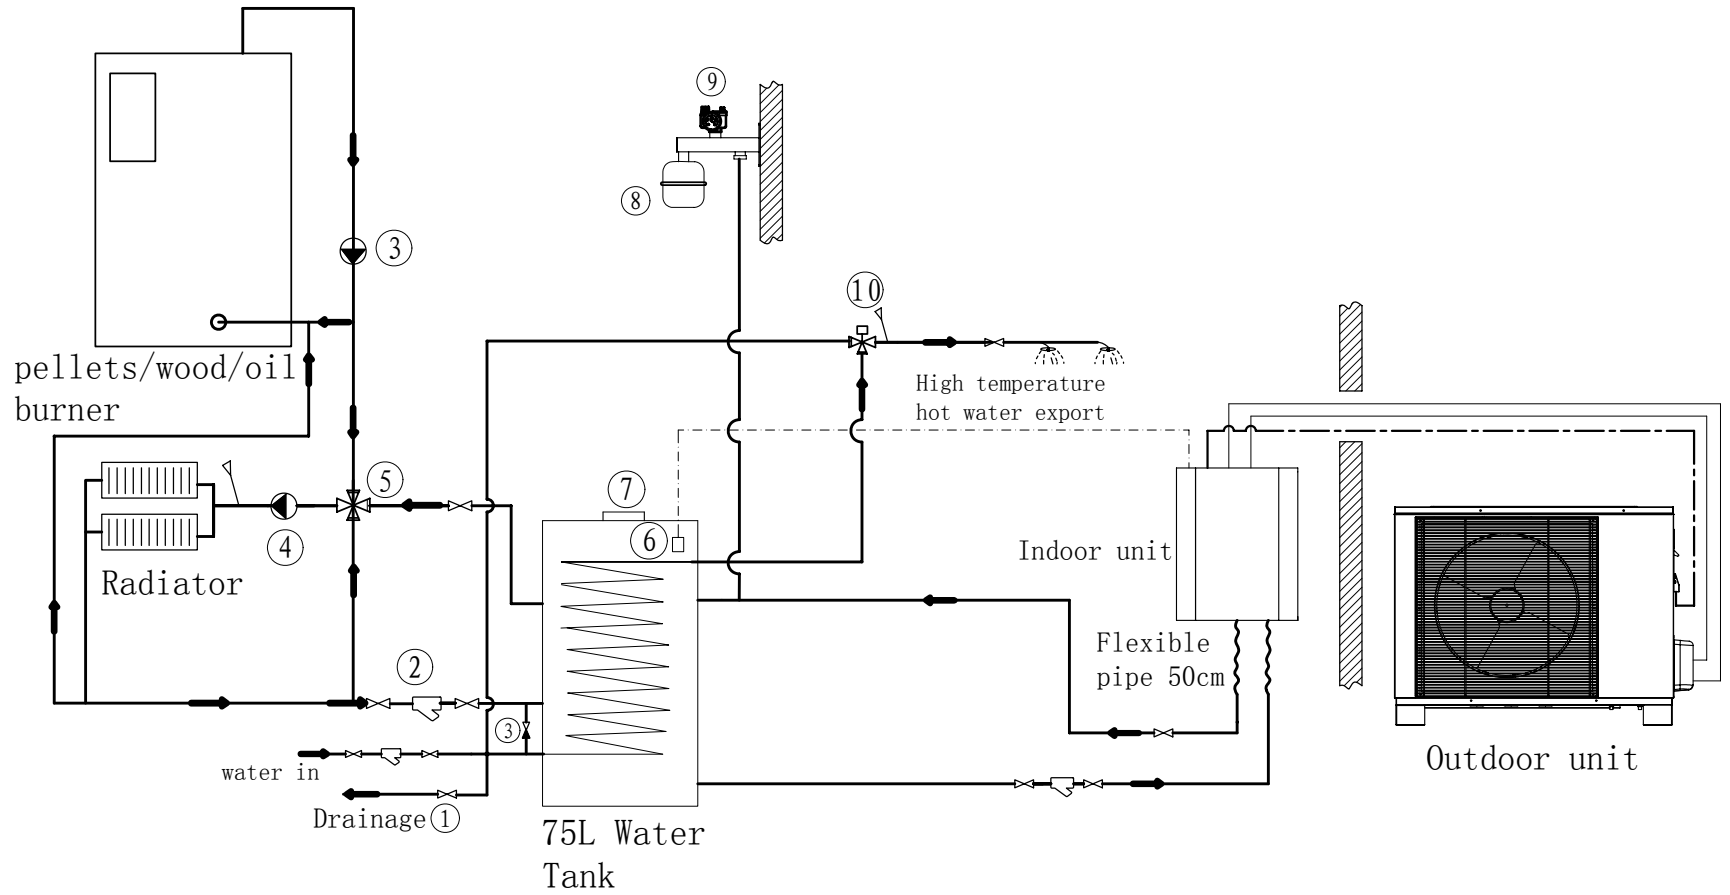 ⑨
③
⑧
⑩
pellets/wood/oil
burner
High temperature
hot water export
⑤
⑦
⑥
④
Indoor unit
Radiator
Flexible
pipe 50cm
②
③
water in
Outdoor unit
Drainage①
75L Water
Tank